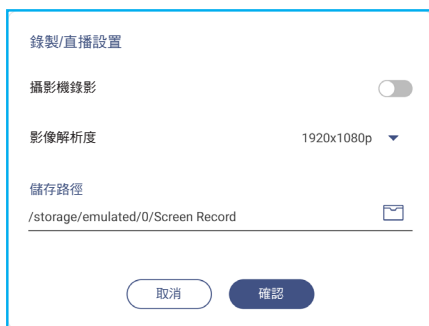 錄製/直播設置
攝影機錄影
影像解析度 1920x1080p
儲存路徑
/storage/emulated/0/Screen Record
取消 確認